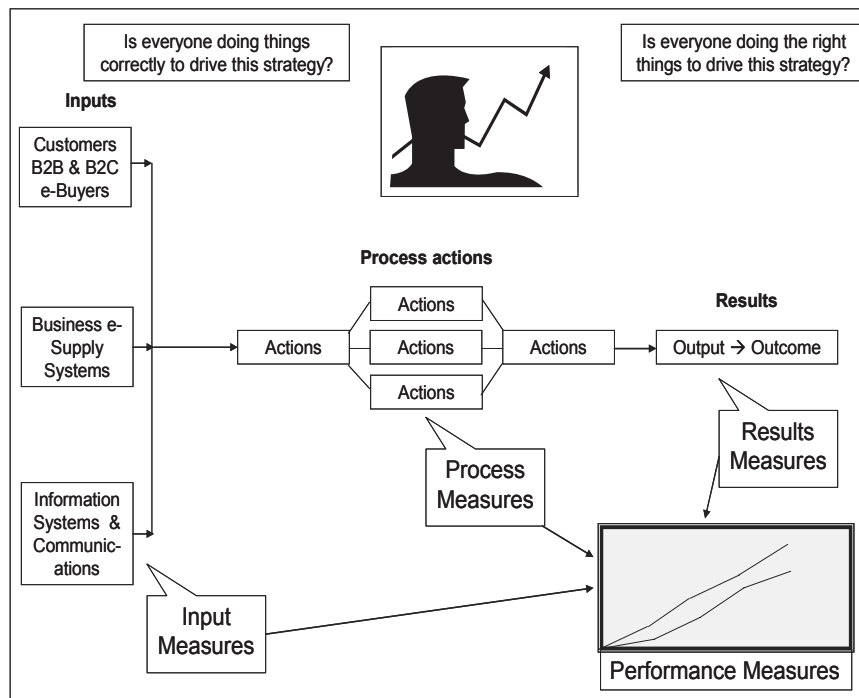 Is everyone doing things
correctly to drive this strategy?
Is everyone doing the right
things to drive this strategy?
Inputs
Customers
B2B & B2C
e-Buyers
Process actions
Actions
Results
Business e-
Supply
Systems
Actions
Actions
Actions
Output → Outcome
Actions
Process
Measures
Results
Measures
Information
Systems &
Communic-
ations
Input
Measures
Performance Measures